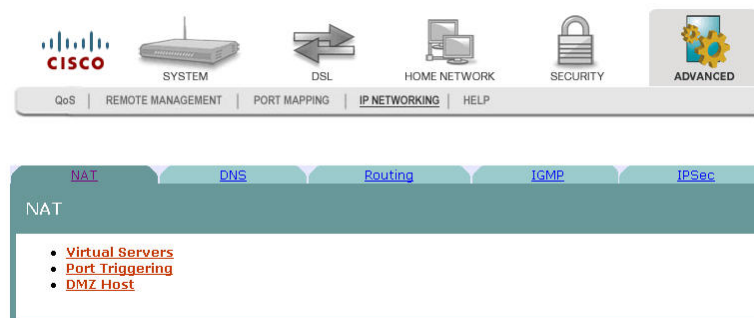 CISCO
SYSTEM DSL HOME NETWORK SECURITY ADVANCED
QoS | REMOTE MANAGEMENT | PORT MAPPING | IP NETWORKING | HELP
NAT DNS Routing IGMP IPSec
NAT
Virtual Servers
Port Triggering
DMZ Host